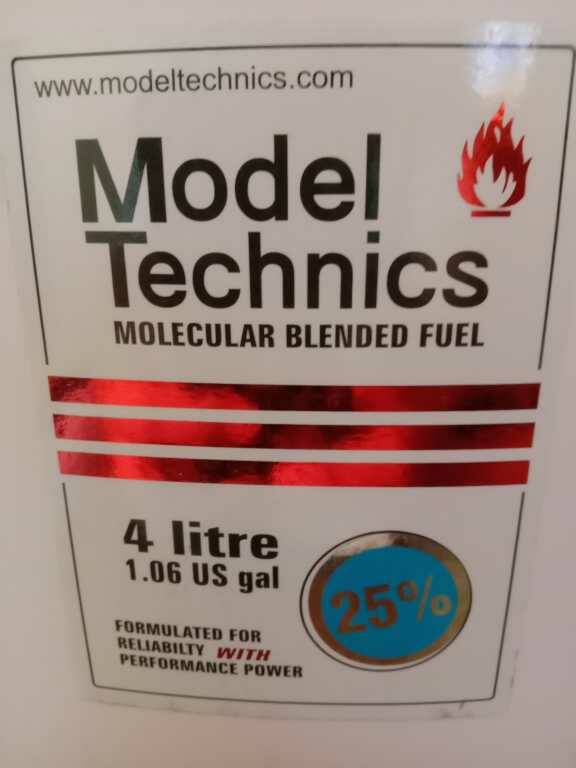 www.modeltechnics.com
Model
Technics
MOLECULAR BLENDED FUEL
4 litre
1.06 US gal
25%
FORMULATED FOR
RELIABILTY WITH
PERFORMANCE POWER